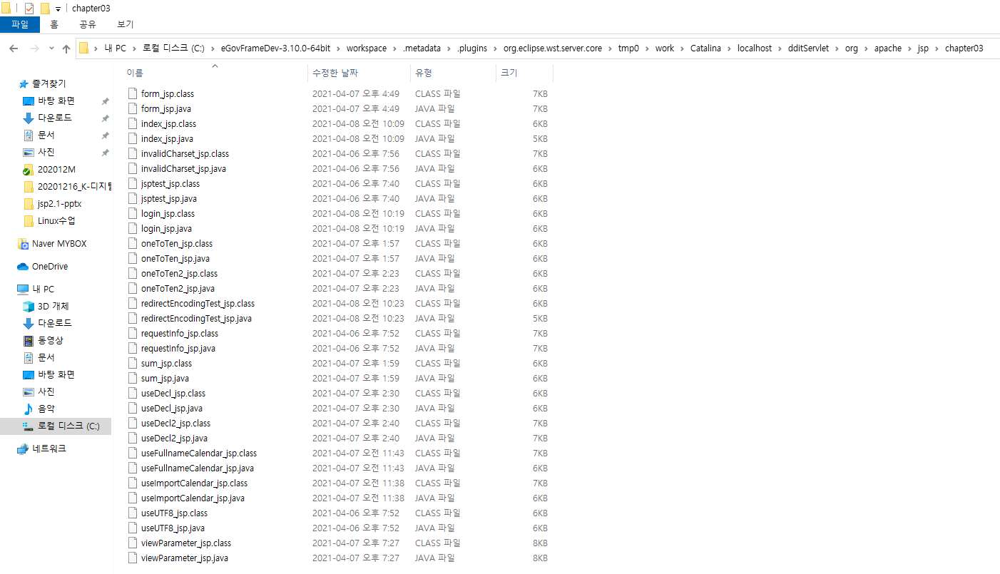 chapter03
파일 홈 공유 보기
내 PC 로컬 디스크 (C:) eGovFrameDev-3.10.0-64bit workspace .metadata .plugins org.eclipse.wst.server.core tmp0 work Catalina localhost dditServlet org apache jsp chapter03
즐겨찾기
바탕 화면
다운로드
문서
사진
202012M
20201216_K-디지털
jsp2.1-pptx
Linux수업
Naver MYBOX
OneDrive
내 PC
3D 개체
다운로드
동영상
문서
바탕 화면
사진
음악
로컬 디스크 (C:)
네트워크
이름 수정한 날짜 유형 크기
form_jsp.class 2021-04-07 오후 4:49 CLASS 파일 7KB
form_jsp.java 2021-04-07 오후 4:49 JAVA 파일 7KB
index_jsp.class 2021-04-08 오전 10:09 CLASS 파일 6KB
index_jsp.java 2021-04-08 오전 10:09 JAVA 파일 5KB
invalidCharset_jsp.class 2021-04-06 오후 7:56 CLASS 파일 7KB
invalidCharset_jsp.java 2021-04-06 오후 7:56 JAVA 파일 6KB
jsptest_jsp.class 2021-04-06 오후 7:40 CLASS 파일 6KB
jsptest_jsp.java 2021-04-06 오후 7:40 JAVA 파일 6KB
login_jsp.class 2021-04-08 오전 10:19 CLASS 파일 6KB
login_jsp.java 2021-04-08 오전 10:19 JAVA 파일 6KB
oneToTen_jsp.class 2021-04-07 오후 1:57 CLASS 파일 6KB
oneToTen_jsp.java 2021-04-07 오후 1:57 JAVA 파일 6KB
oneToTen2_jsp.class 2021-04-07 오후 2:23 CLASS 파일 6KB
oneToTen2_jsp.java 2021-04-07 오후 2:23 JAVA 파일 6KB
redirectEncodingTest_jsp.class 2021-04-08 오전 10:23 CLASS 파일 6KB
redirectEncodingTest_jsp.java 2021-04-08 오전 10:23 JAVA 파일 5KB
requestInfo_jsp.class 2021-04-06 오후 7:52 CLASS 파일 7KB
requestInfo_jsp.java 2021-04-06 오후 7:52 JAVA 파일 7KB
sum_jsp.class 2021-04-07 오후 1:59 CLASS 파일 6KB
sum_jsp.java 2021-04-07 오후 1:59 JAVA 파일 6KB
useDecl_jsp.class 2021-04-07 오후 2:30 CLASS 파일 6KB
useDecl_jsp.java 2021-04-07 오후 2:30 JAVA 파일 6KB
useDecl2_jsp.class 2021-04-07 오후 2:40 CLASS 파일 7KB
useDecl2_jsp.java 2021-04-07 오후 2:40 JAVA 파일 6KB
useFullnameCalendar_jsp.class 2021-04-07 오전 11:43 CLASS 파일 7KB
useFullnameCalendar_jsp.java 2021-04-07 오전 11:43 JAVA 파일 6KB
useImportCalendar_jsp.class 2021-04-07 오전 11:38 CLASS 파일 7KB
useImportCalendar_jsp.java 2021-04-07 오전 11:38 JAVA 파일 6KB
useUTF8_jsp.class 2021-04-06 오후 7:52 CLASS 파일 6KB
useUTF8_jsp.java 2021-04-06 오후 7:52 JAVA 파일 6KB
viewParameter_jsp.class 2021-04-07 오후 7:27 CLASS 파일 8KB
viewParameter_jsp.java 2021-04-07 오후 7:27 JAVA 파일 8KB